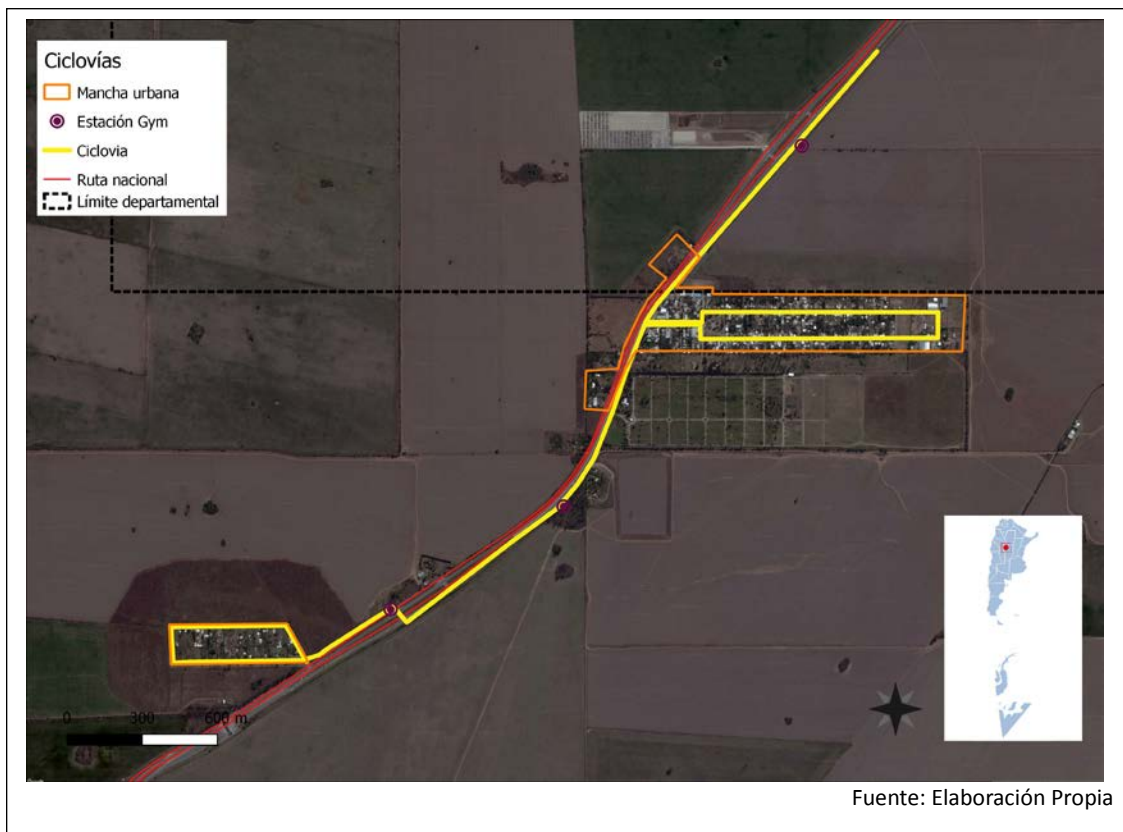 Ciclovías
Mancha urbana
Estación Gym
Ciclovia
Ruta nacional
Límite departamental
0 300 600 m
Fuente: Elaboración Propia